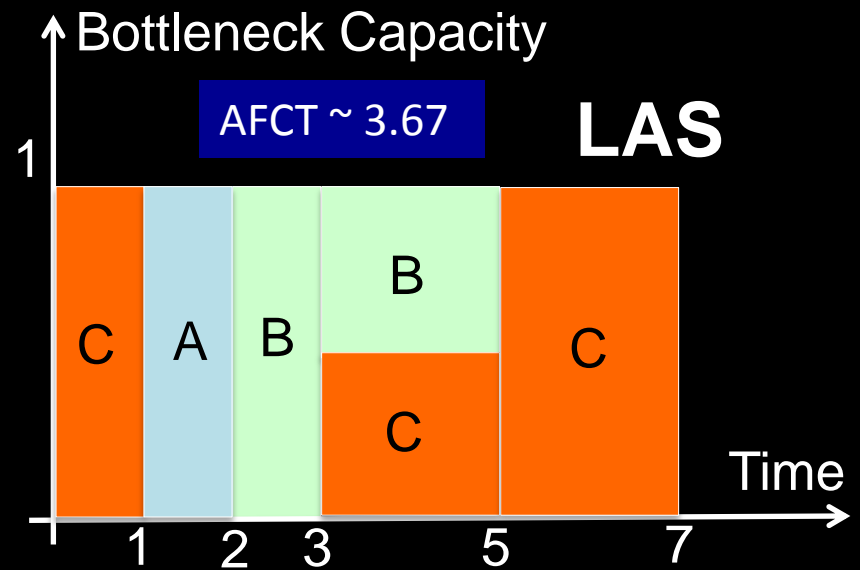 Bottleneck Capacity
AFCT ~ 3.67
LAS
1
B
C A B C
C
Time
1 2 3 5 7